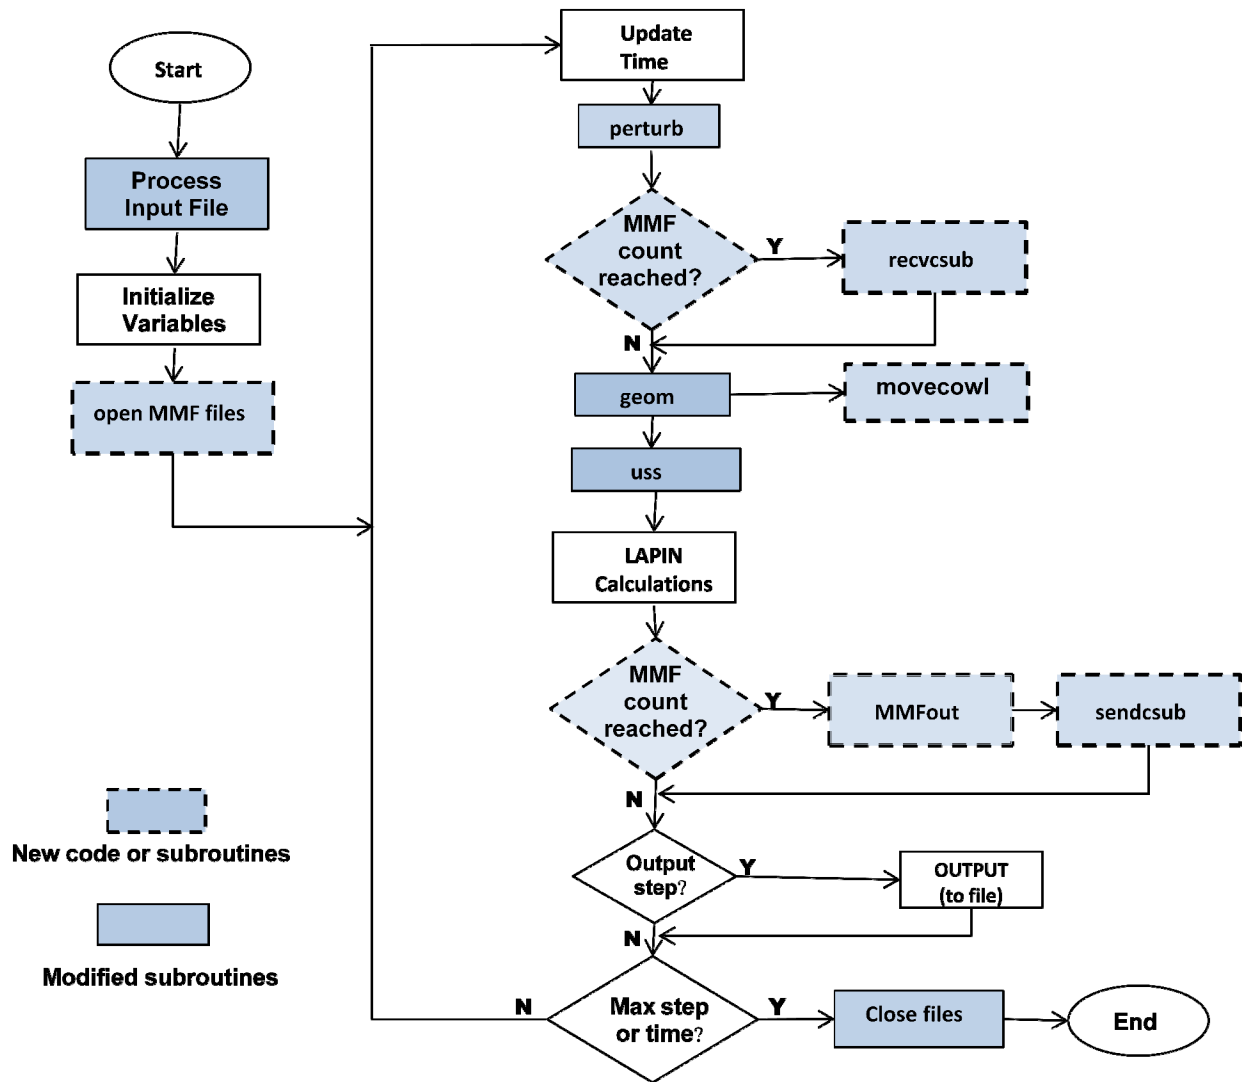 Start
Process
Input File
Initialize
Variables
open MMF files
Update
Time
perturb
MMF
count
reached?
Y
recvcsub
N
geom
movecowl
uss
LAPIN
Calculations
MMF
count
reached?
Y
MMFout
sendcsub
N
Output
step?
Y
OUTPUT
(to file)
N
Max step
or time?
N
Y
Close files
End
New code or subroutines
Modified subroutines